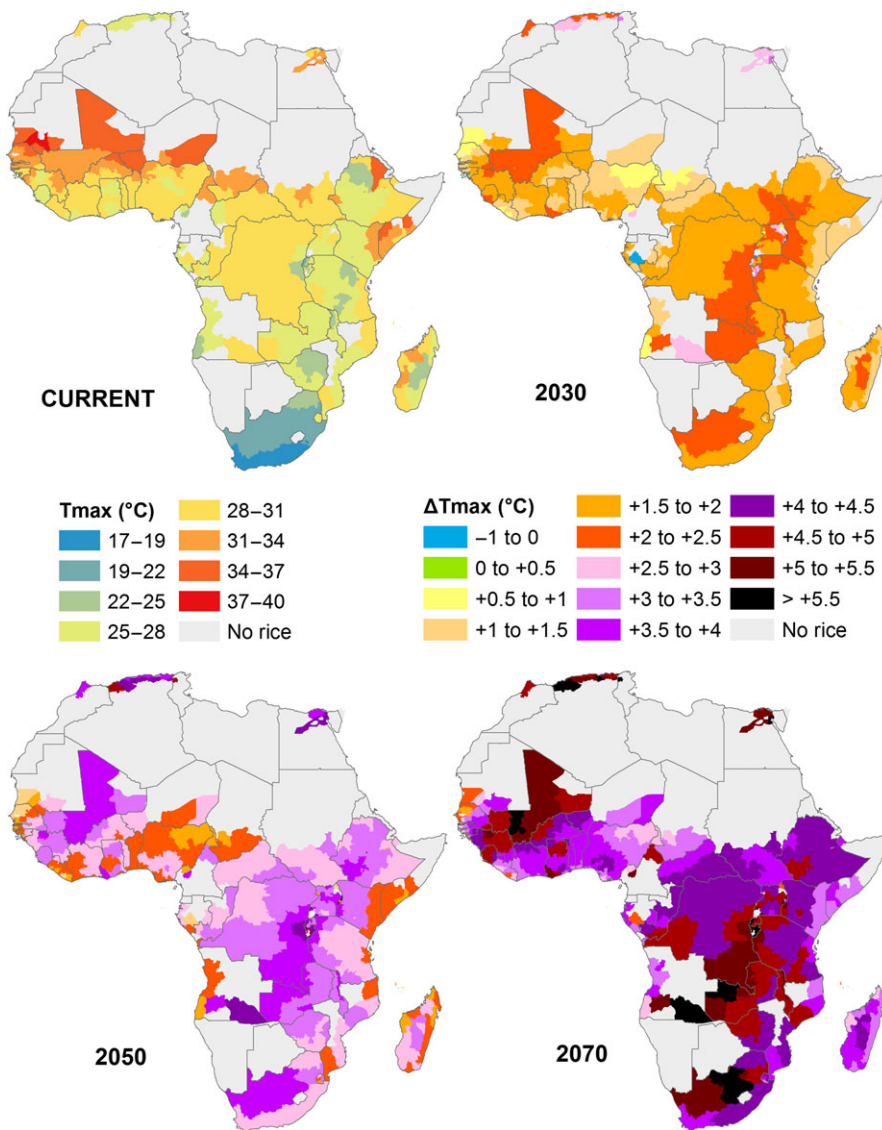 CURRENT
2030
Tmax (°C)
17–19
19–22
22–25
25–28
28–31
31–34
34–37
37–40
No rice
ΔTmax (°C)
–1 to 0
0 to +0.5
+0.5 to +1
+1 to +1.5
+1.5 to +2
+2 to +2.5
+2.5 to +3
+3 to +3.5
+3.5 to +4
+4 to +4.5
+4.5 to +5
+5 to +5.5
> +5.5
No rice
2050
2070